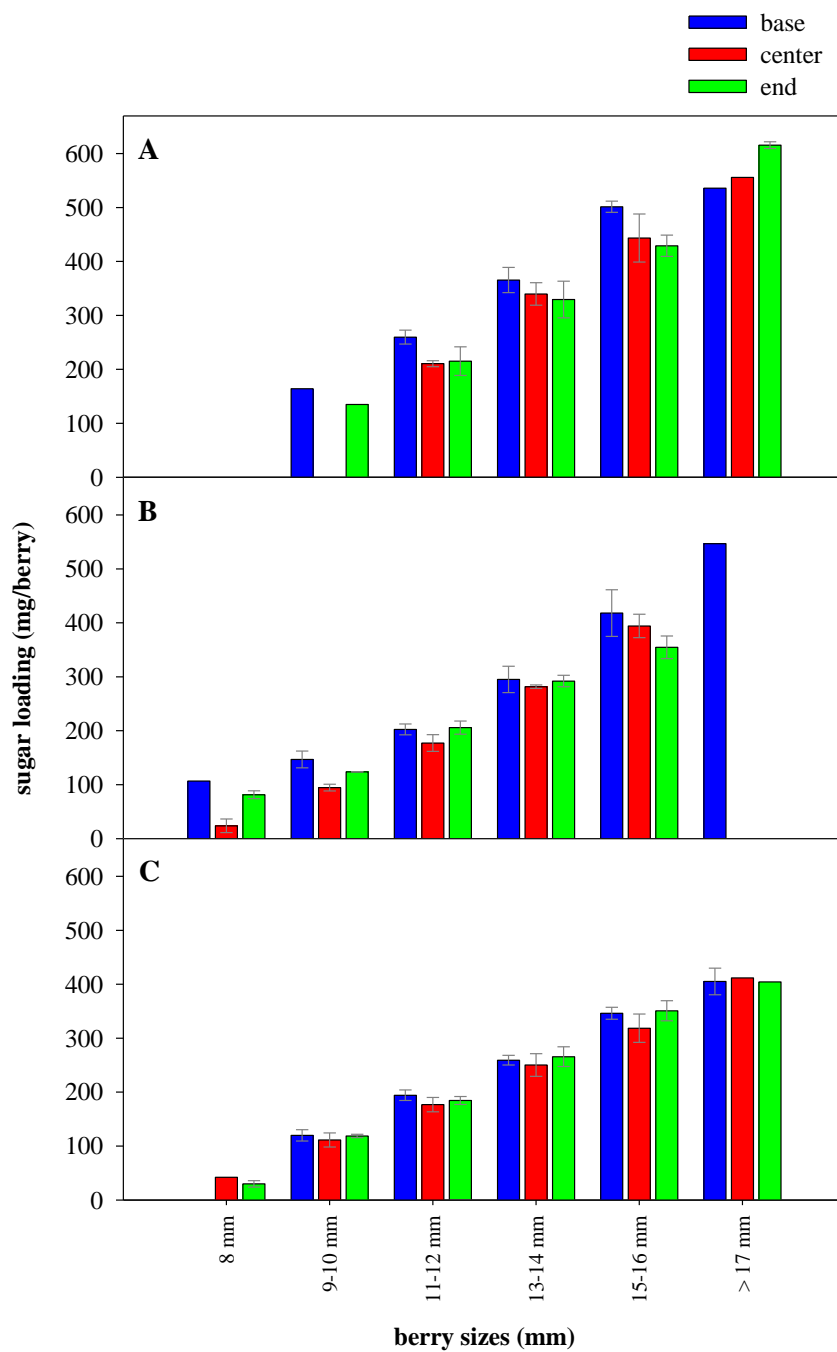 base
center
end
A
600
500
400
300
200
100
0
B
600
500
400
300
200
100
0
C
600
500
400
300
200
100
0
sugar loading (mg/berry)
8 mm
9-10 mm
11-12 mm
13-14 mm
15-16 mm
> 17 mm
berry sizes (mm)